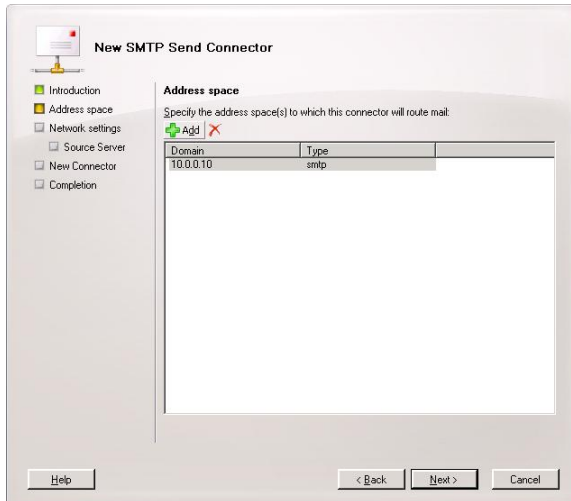 New SMTP Send Connector
Introduction
Address space
Network settings
Source Server
New Connector
Completion
Address space
Specify the address space(s) to which this connector will route mail:
Add
Domain Type
10.0.0.10 smtp
Help < Back Next > Cancel